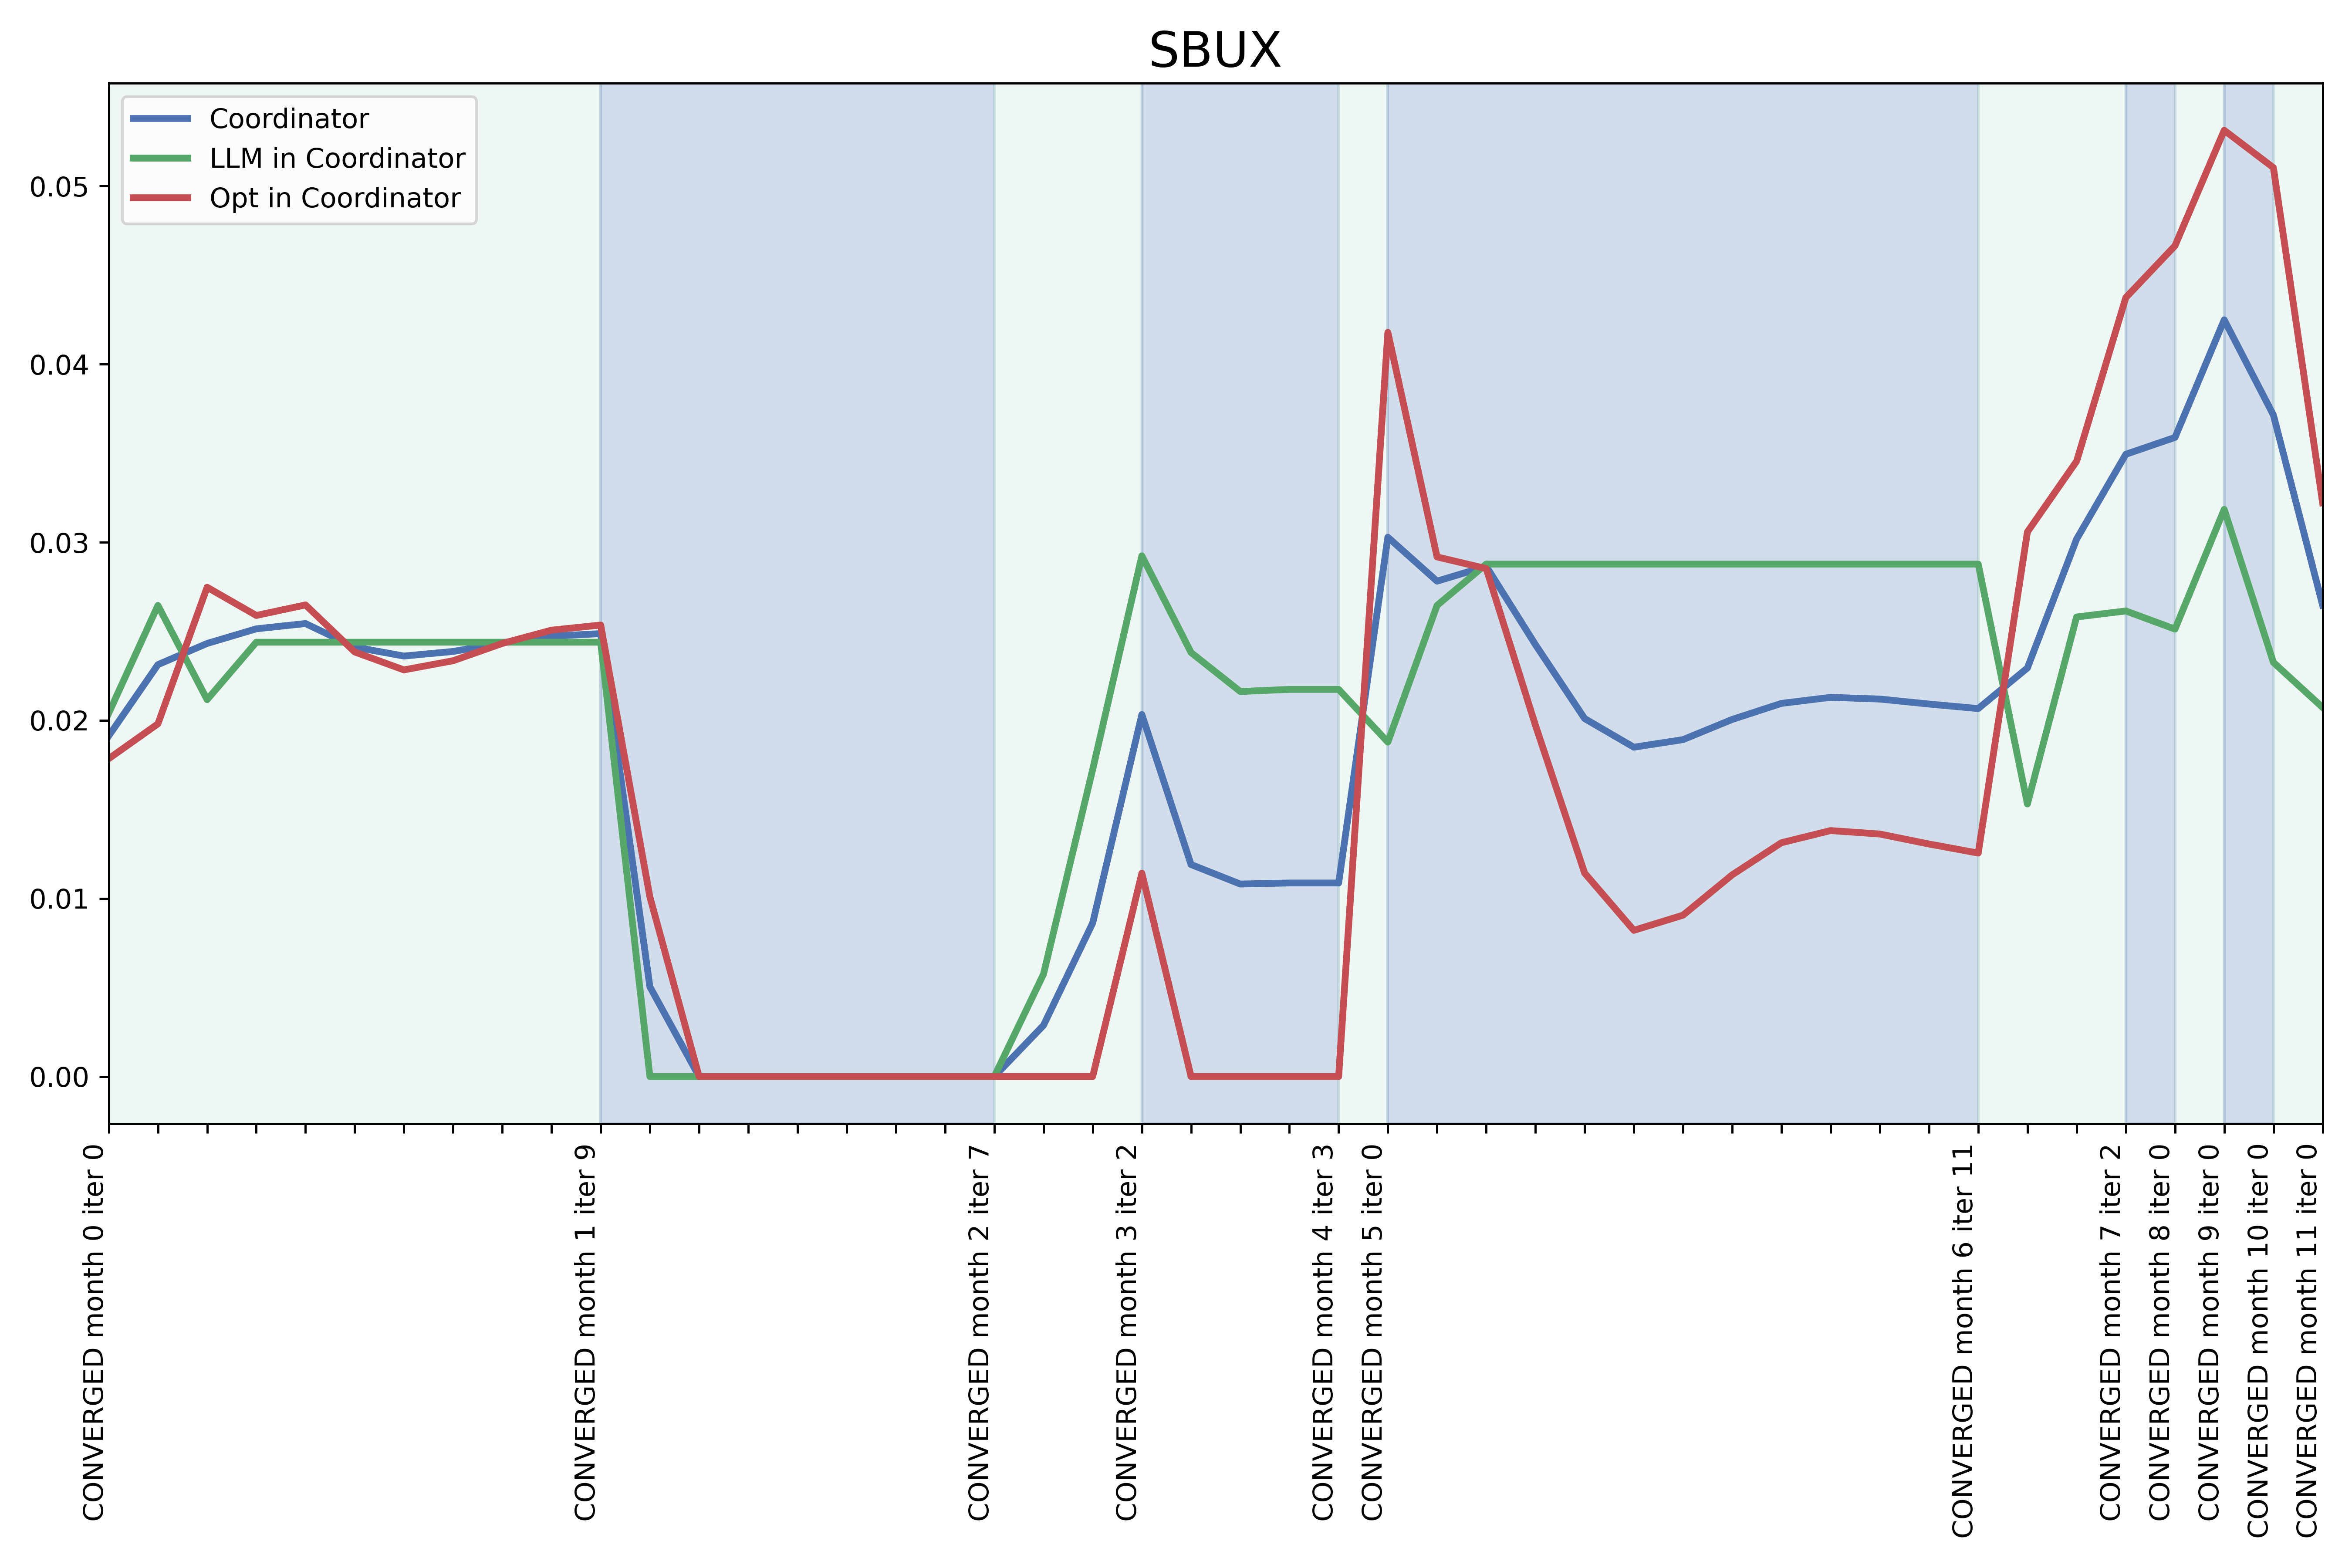 SBUX
Coordinator
LLM in Coordinator
Opt in Coordinator
0.05
0.04
0.03
0.02
0.01
0.00
CONVERGED month 0 iter 0
CONVERGED month 1 iter 9
CONVERGED month 2 iter 7
CONVERGED month 3 iter 2
CONVERGED month 4 iter 3
CONVERGED month 5 iter 0
CONVERGED month 6 iter 11
CONVERGED month 7 iter 2
CONVERGED month 8 iter 0
CONVERGED month 9 iter 0
CONVERGED month 10 iter 0
CONVERGED month 11 iter 0